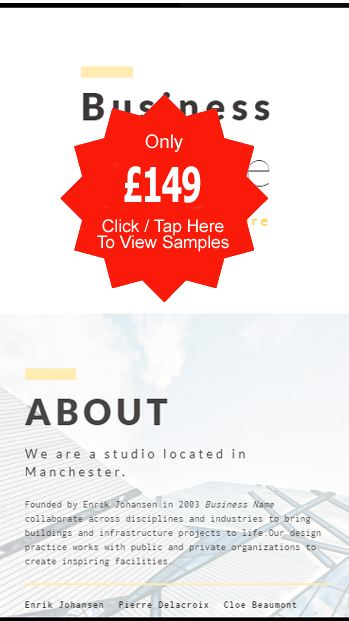 Business
Only
£149
Click / Tap Here
To View Samples
ABOUT
We are a studio located in
Manchester.
Founded by Enrik Johansen in 2003 Business Name
collaborate across disciplines and industries to bring
buildings and infrastructure projects to life.Our design
practice works with public and private organizations to
create inspiring facilities.
Enrik Johansen Pierre Delacroix Cloe Beaumont